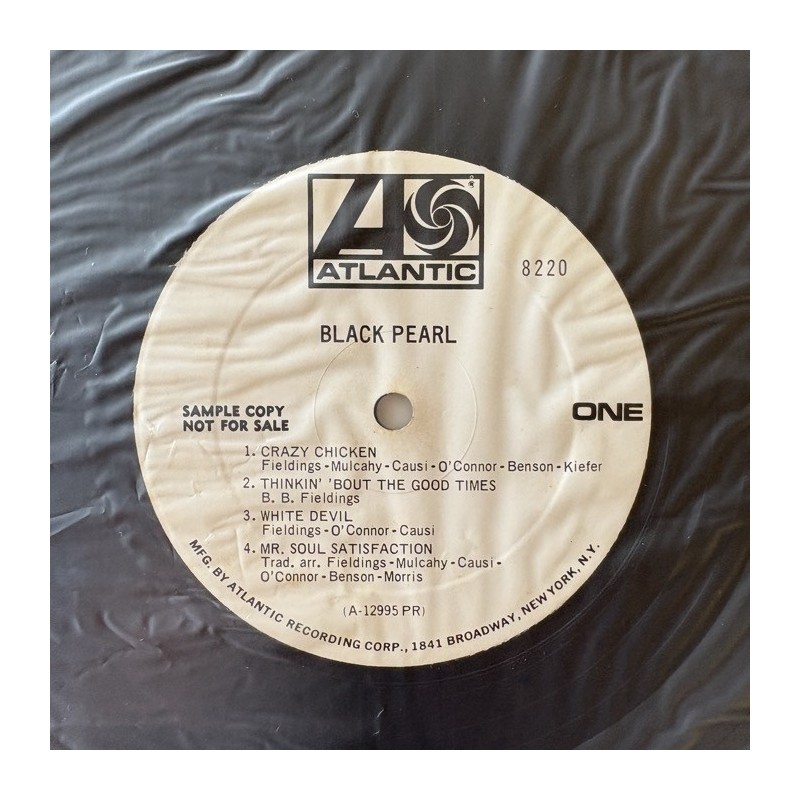 ATLANTIC
8220
BLACK PEARL
SAMPLE COPY
NOT FOR SALE
ONE
1. CRAZY CHICKEN
Fieldings - Mulcahy - Causi - O'Connor - Benson - Kiefer
2. THINKIN' 'BOUT THE GOOD TIMES
B. B. Fieldings
3. WHITE DEVIL
Fieldings - O'Connor - Causi
4. MR. SOUL SATISFACTION
Trad. arr. Fieldings - Mulcahy - Causi -
O'Connor - Benson - Morris
(A-12995 PR)
MFG. BY ATLANTIC RECORDING CORP., 1841 BROADWAY, NEW YORK, N.Y.